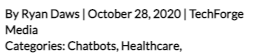 By Ryan Daws | October 28, 2020 | TechForge
Media
Categories: Chatbots, Healthcare,